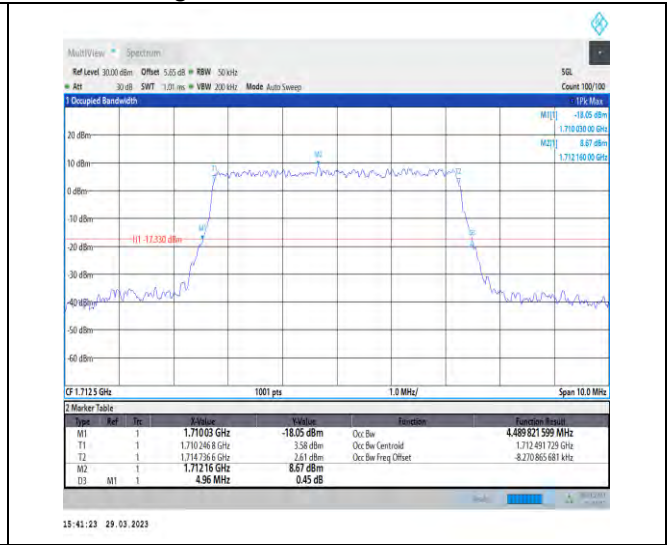 MultiView Spectrum
Ref Level 30.00 dBm Offset 5.85 dB RBW 50 kHz SGL
Att 30 dB SWT 1.01 ms VBW 200 kHz Mode Auto Sweep Count 100/100
1 Occupied Bandwidth 1Pk Max
M1[1] -18.05 dBm
1.710 030 00 GHz
20 dBm
M2[1] 8.67 dBm
1.712 160 00 GHz
10 dBm
M2
T1 T2
0 dBm
-10 dBm
M1
H1 -17.330 dBm
-20 dBm
-30 dBm
-40 dBm
-50 dBm
-60 dBm
CF 1.712 5 GHz 1001 pts 1.0 MHz/ Span 10.0 MHz
2 Marker Table
Type Ref Trc X-Value Y-Value Function Function Result
M1 1 1.71003 GHz -18.05 dBm Occ Bw 4.489 821 599 MHz
T1 1 1.710 246 8 GHz 3.58 dBm Occ Bw Centroid 1.712 491 729 GHz
T2 1 1.714 736 6 GHz 2.61 dBm Occ Bw Freq Offset -8.270 865 681 kHz
M2 1 1.71216 GHz 8.67 dBm
D3 M1 1 4.96 MHz 0.45 dB
15:41:23 29.03.2023